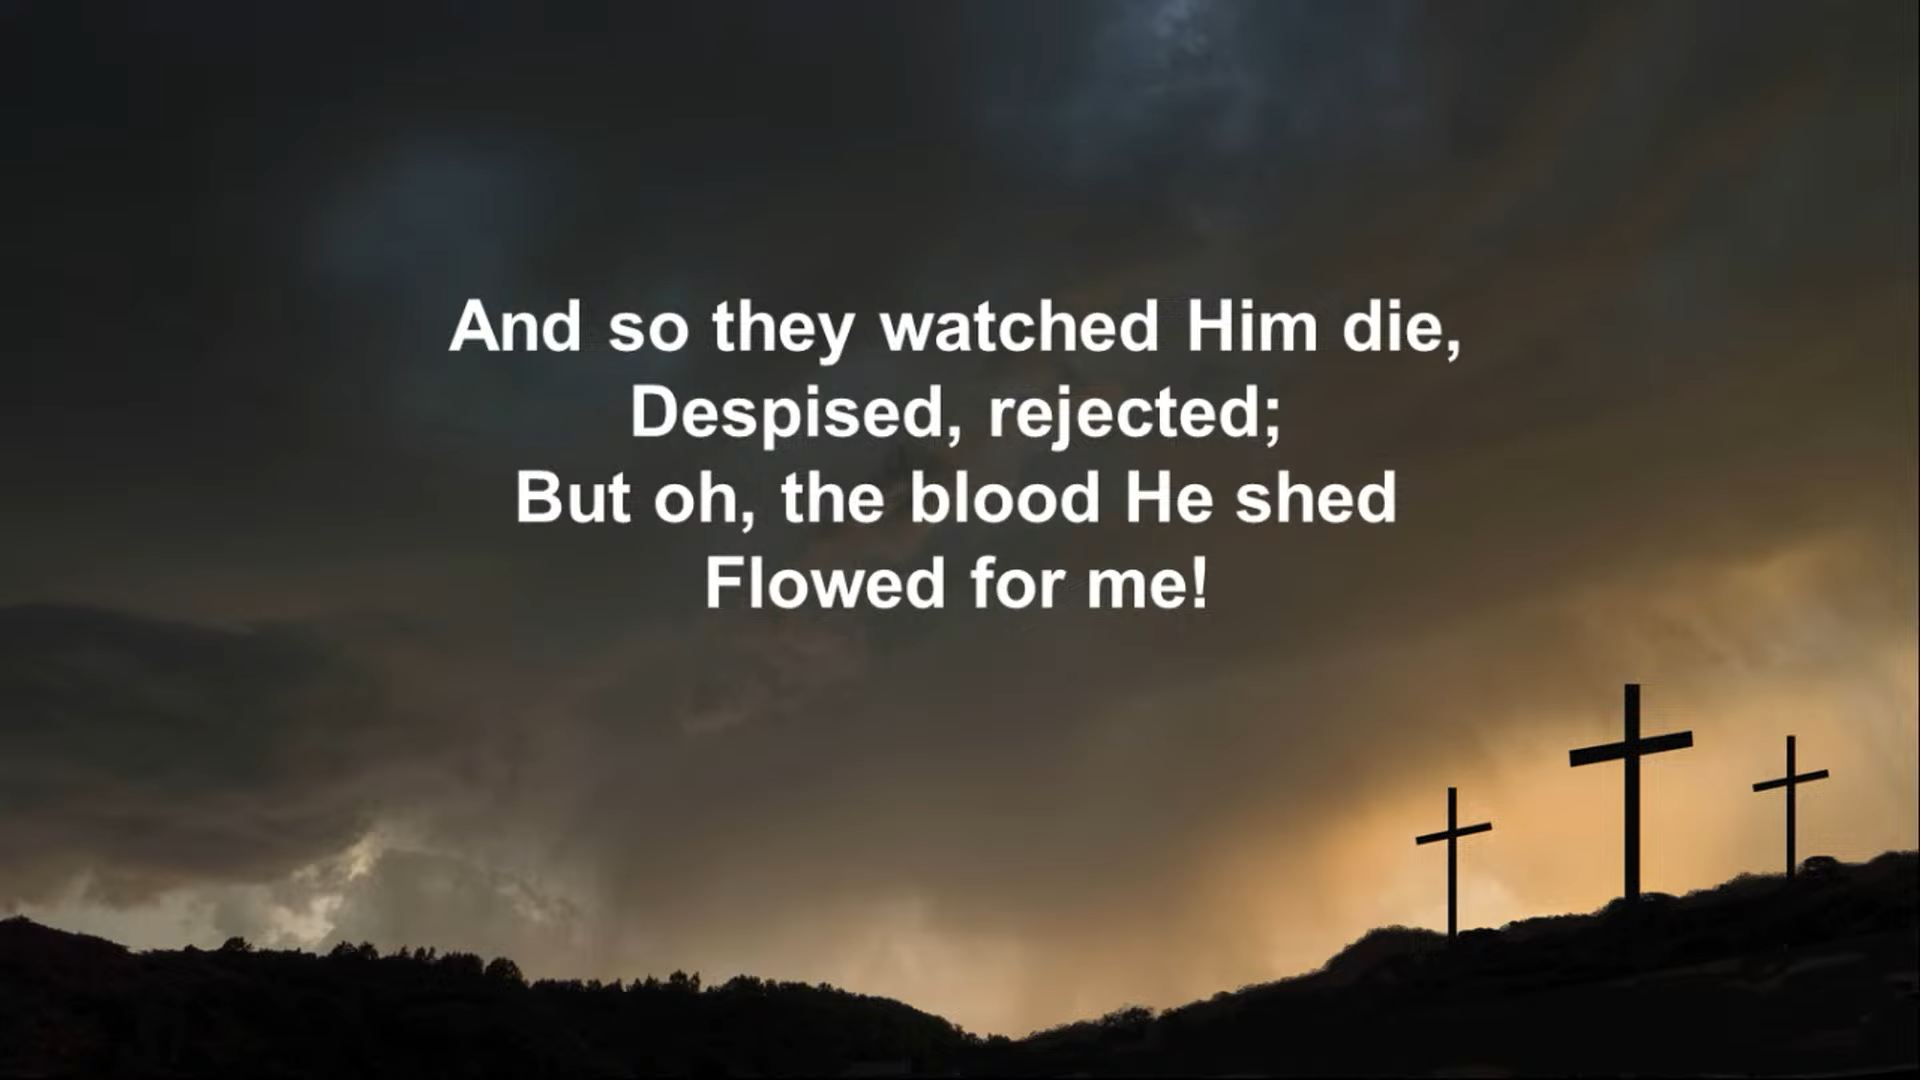 And so they watched Him die,
Despised, rejected;
But oh, the blood He shed
Flowed for me!